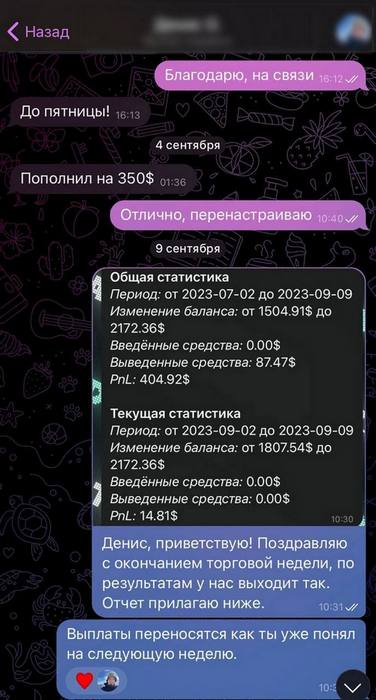 Назад
Благодарю, на связи 16:12
До пятницы! 16:13
4 сентября
Пополнил на 350$ 01:36
Отлично, перенастраиваю 10:40
9 сентября
Общая статистика
Период: от 2023-07-02 до 2023-09-09
Изменение баланса: от 1504.91$ до
2172.36$
Введённые средства: 0.00$
Выведенные средства: 87.47$
PnL: 404.92$
Текущая статистика
Период: от 2023-09-02 до 2023-09-09
Изменение баланса: от 1807.54$ до
2172.36$
Введённые средства: 0.00$
Выведенные средства: 0.00$
PnL: 14.81$
10:30
Денис, приветствую! Поздравляю
с окончанием торговой недели, по
результатам у нас выходит так.
Отчет прилагаю ниже. 10:31
Выплаты переносятся как ты уже понял
на следующую неделю.